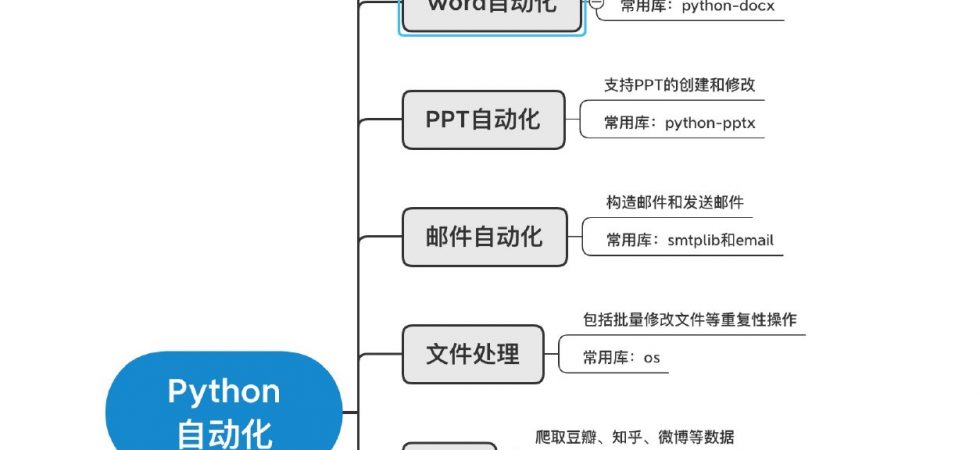 Word自动化
常用库：python-docx
支持PPT的创建和修改
PPT自动化
常用库：python-pptx
构造邮件和发送邮件
邮件自动化
常用库：smtplib和email
包括批量修改文件等重复性操作
文件处理
常用库：os
Python
自动化
爬取豆瓣、知乎、微博等数据